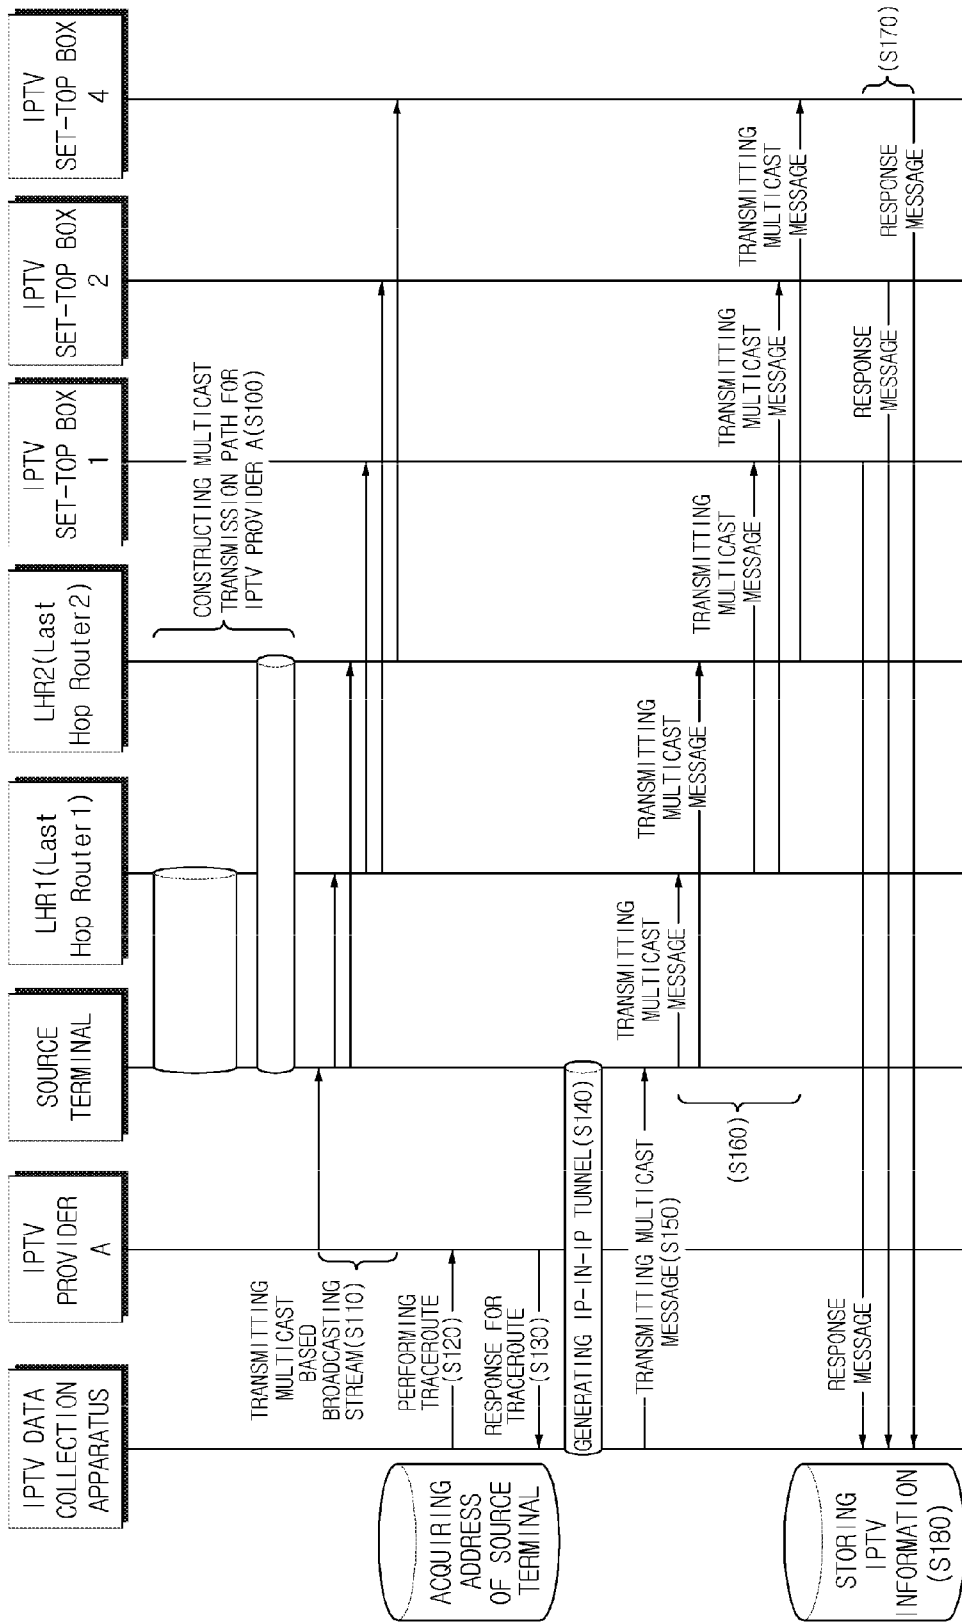 IPTV DATA
COLLECTION
APPARATUS
IPTV
PROVIDER
A
SOURCE
TERMINAL
LHR1(Last
Hop Router1)
LHR2(Last
Hop Router2)
IPTV
SET-TOP BOX
1
IPTV
SET-TOP BOX
2
IPTV
SET-TOP BOX
4
CONSTRUCTING MULTICAST
TRANSMISSION PATH FOR
IPTV PROVIDER A(S100)
TRANSMITTING
MULTICAST
BASED
BROADCASTING
STREAM(S110)
PERFORMING
TRACEROUTE
(S120)
RESPONSE FOR
TRACEROUTE
(S130)
ACQUIRING
ADDRESS
OF SOURCE
TERMINAL
GENERATING IP-IN-IP TUNNEL(S140)
TRANSMITTING MULTICAST
MESSAGE(S150)
TRANSMITTING
MULTICAST
MESSAGE
TRANSMITTING
MULTICAST
MESSAGE
(S160)
TRANSMITTING
MULTICAST
MESSAGE
TRANSMITTING
MULTICAST
MESSAGE
TRANSMITTING
MULTICAST
MESSAGE
RESPONSE
MESSAGE
RESPONSE
MESSAGE
RESPONSE
MESSAGE
(S170)
STORING
IPTV
INFORMATION
(S180)